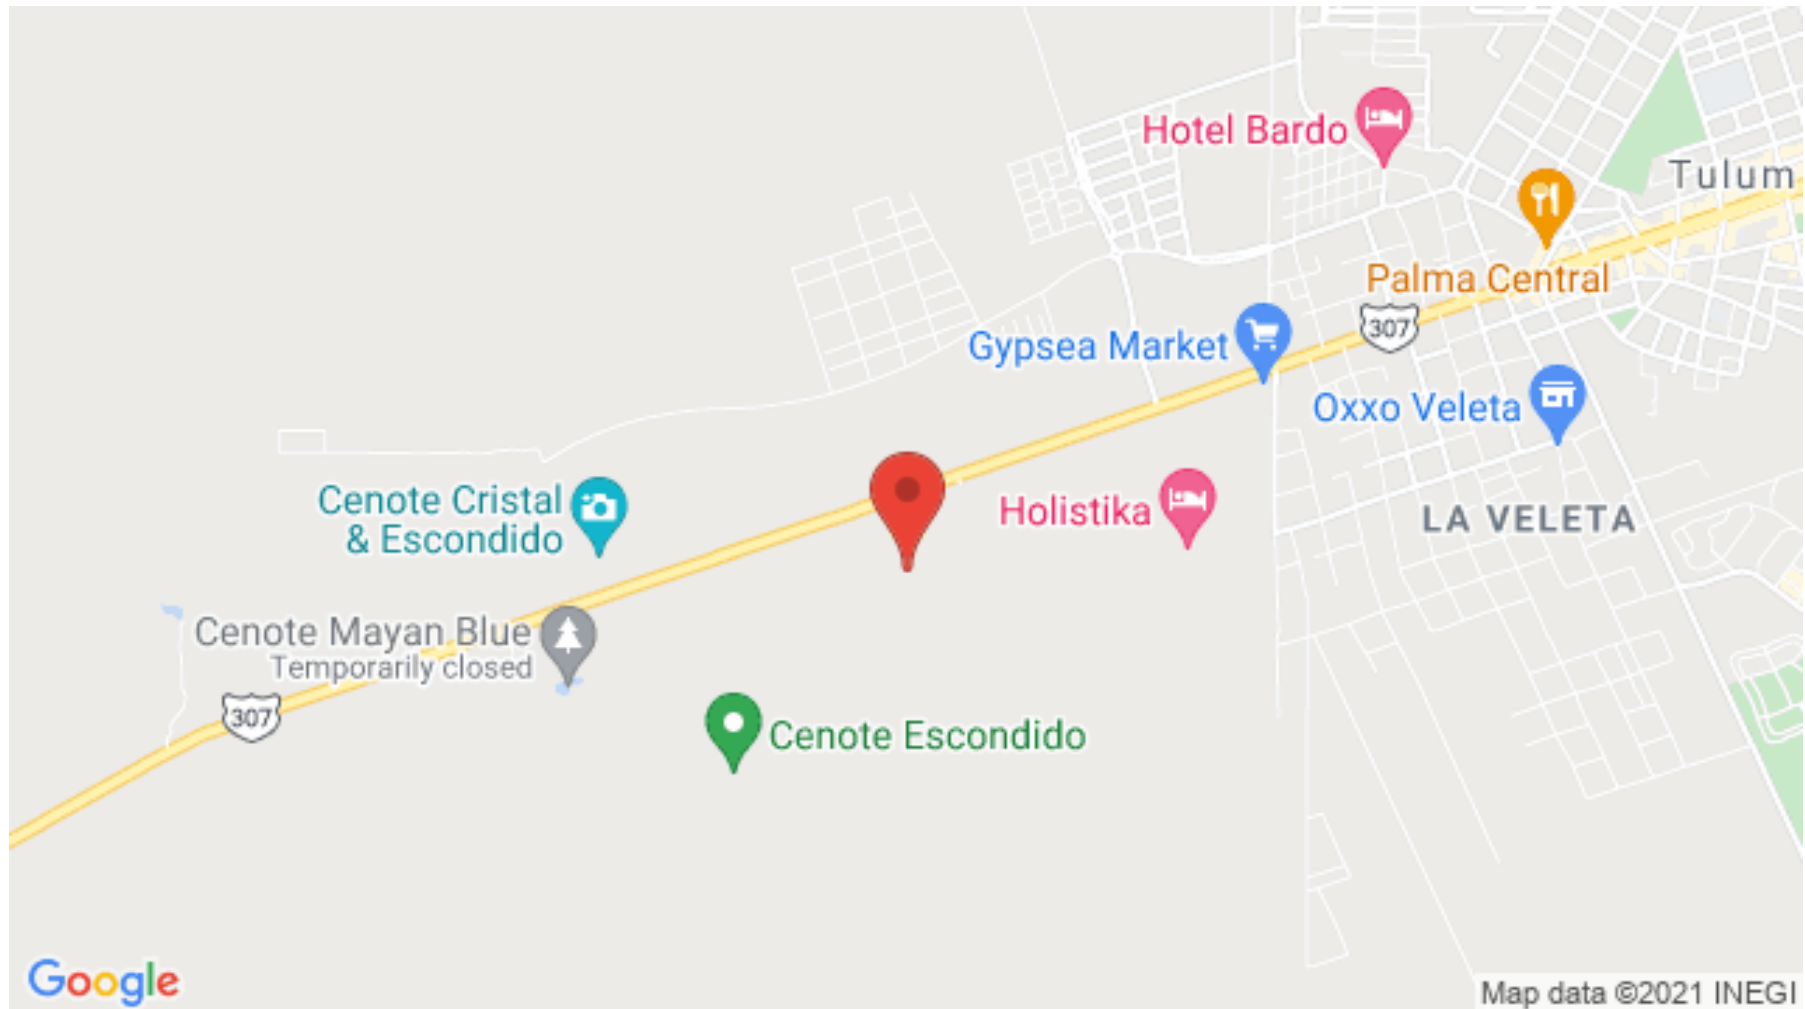 Hotel Bardo
Tulum
Palma Central
307
Gypsea Market
Oxxo Veleta
Cenote Cristal
& Escondido
Holistika
LA VELETA
Cenote Mayan Blue
Temporarily closed
307
Cenote Escondido
Google
Map data ©2021 INEGI